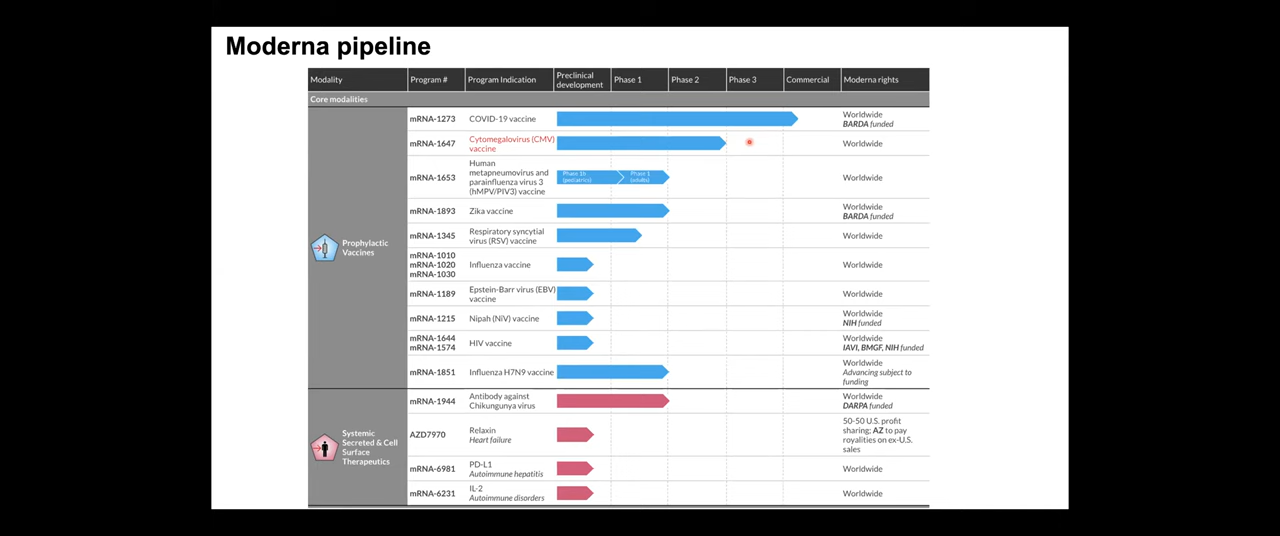 Moderna pipeline
Modality Program # Program Indication Preclinical development Phase 1 Phase 2 Phase 3 Commercial Moderna rights
Core modalities
Prophylactic
Vaccines
mRNA-1273 COVID-19 vaccine Worldwide
BARDA funded
mRNA-1647 Cytomegalovirus (CMV)
vaccine
Worldwide
mRNA-1653 Human
metapneumovirus and
parainfluenza virus 3
(hMPV/PIV3) vaccine
Phase 1b
(pediatrics)
Phase 1
(adults)
Worldwide
mRNA-1893 Zika vaccine Worldwide
BARDA funded
mRNA-1345 Respiratory syncytial
virus (RSV) vaccine
Worldwide
mRNA-1010
mRNA-1020
mRNA-1030
Influenza vaccine Worldwide
mRNA-1189 Epstein-Barr virus (EBV)
vaccine
Worldwide
mRNA-1215 Nipah (NiV) vaccine Worldwide
NIH funded
mRNA-1644
mRNA-1574
HIV vaccine Worldwide
IAVI, BMGF, NIH funded
mRNA-1851 Influenza H7N9 vaccine Worldwide
Advancing subject to
funding
Systemic
Secreted & Cell
Surface
Therapeutics
mRNA-1944 Antibody against
Chikungunya virus
Worldwide
DARPA funded
AZD7970 Relaxin
Heart failure
50-50 U.S. profit
sharing; AZ to pay
royalities on ex-U.S.
sales
mRNA-6981 PD-L1
Autoimmune hepatitis
Worldwide
mRNA-6231 IL-2
Autoimmune disorders
Worldwide